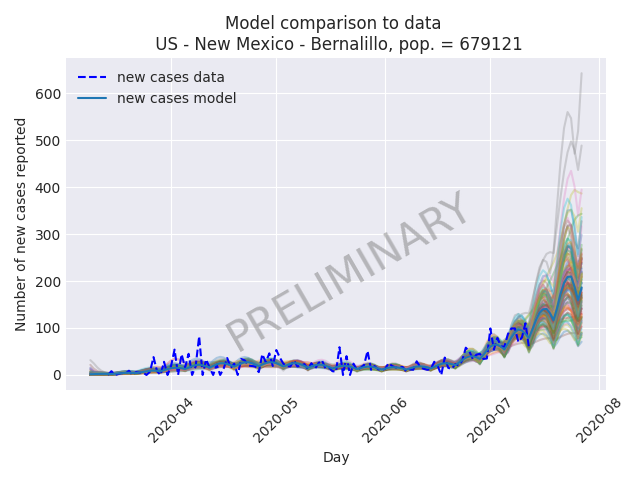 Model comparison to data
US - New Mexico - Bernalillo, pop. = 679121
new cases data
new cases model
Number of new cases reported
600
500
400
300
200
100
0
PRELIMINARY
2020-04
2020-05
2020-06
2020-07
2020-08
Day